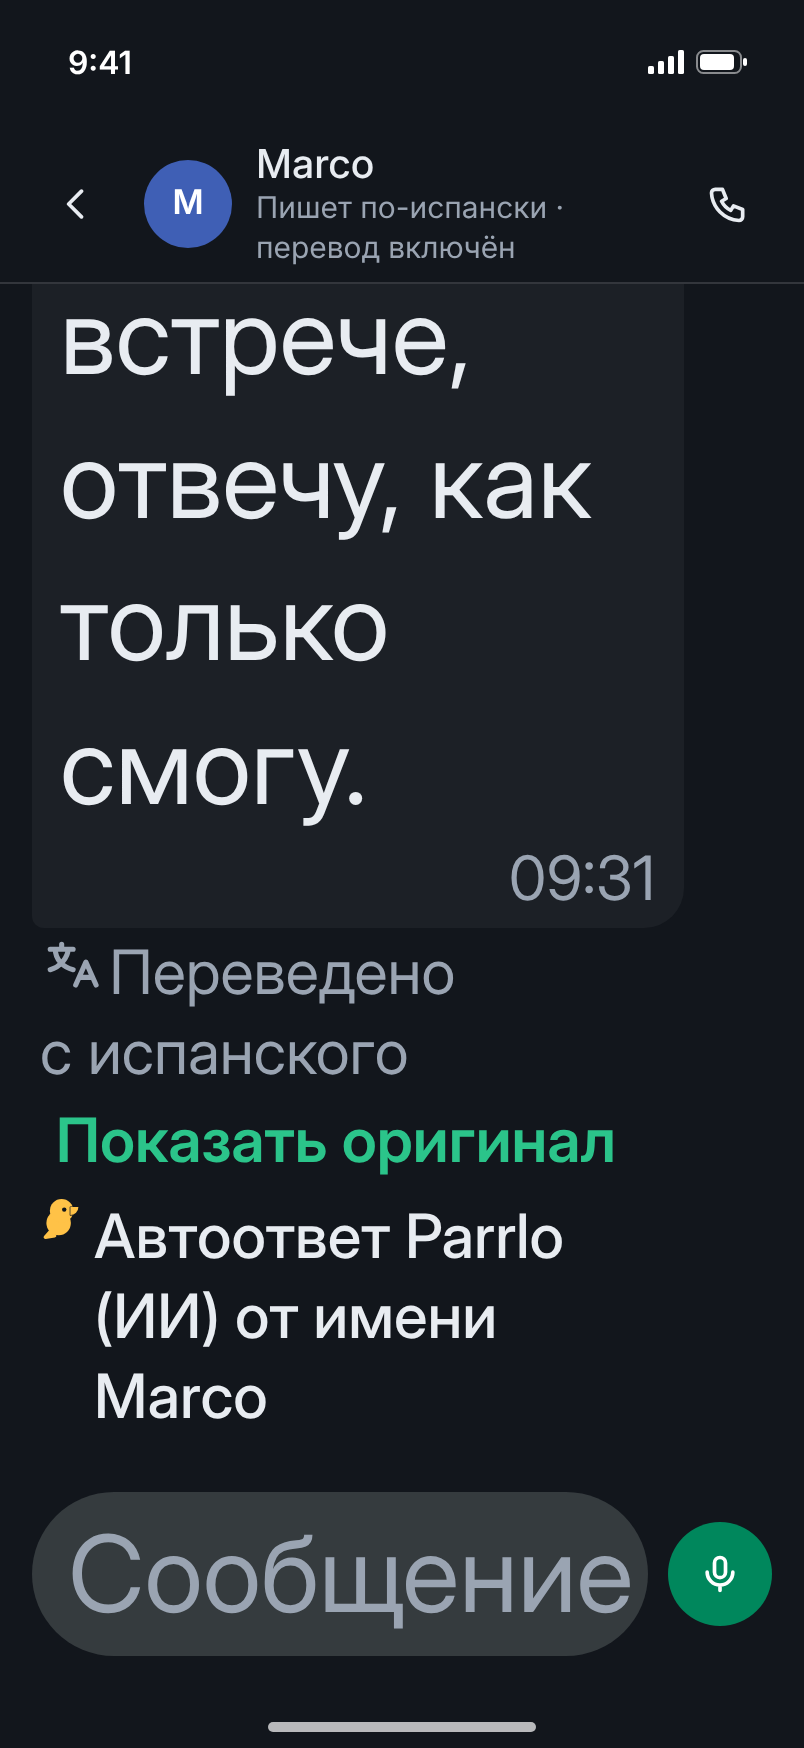 9:41
M
Marco
Пишет по-испански ·
перевод включён
встрече,
отвечу, как
только
смогу.
09:31
Переведено
с испанского
Показать оригинал
Автоответ Parrlo
(ИИ) от имени
Marco
Сообщение